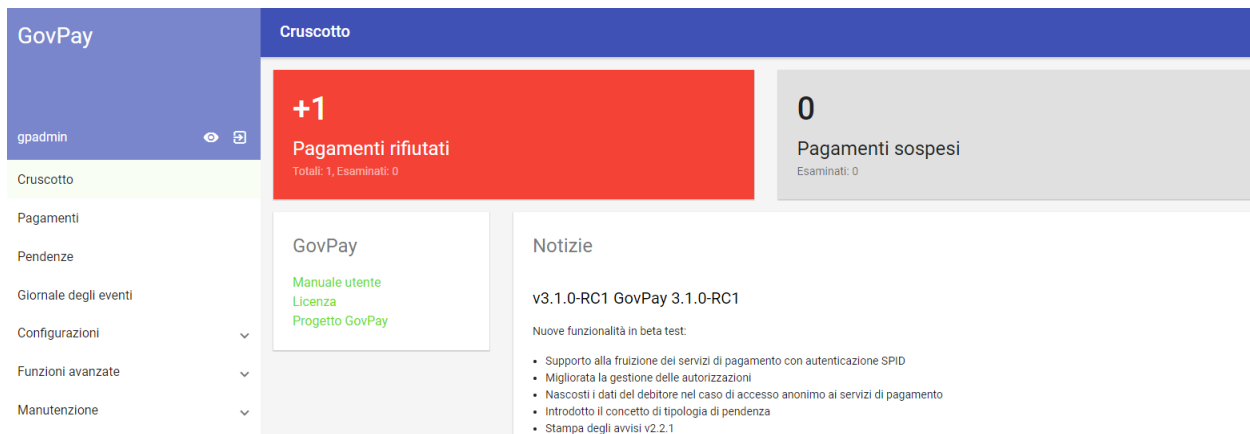 GovPay
gpadmin
Cruscotto
Pagamenti
Pendenze
Giornale degli eventi
Configurazioni
Funzioni avanzate
Manutenzione
Cruscotto
+1
Pagamenti rifiutati
Totali: 1, Esaminati: 0
0
Pagamenti sospesi
Esaminati: 0
GovPay
Manuale utente
Licenza
Progetto GovPay
Notizie
v3.1.0-RC1 GovPay 3.1.0-RC1
Nuove funzionalità in beta test:
• Supporto alla fruizione dei servizi di pagamento con autenticazione SPID
• Migliorata la gestione delle autorizzazioni
• Nascosti i dati del debitore nel caso di accesso anonimo ai servizi di pagamento
• Introdotto il concetto di tipologia di pendenza
• Stampa degli avvisi v2.2.1